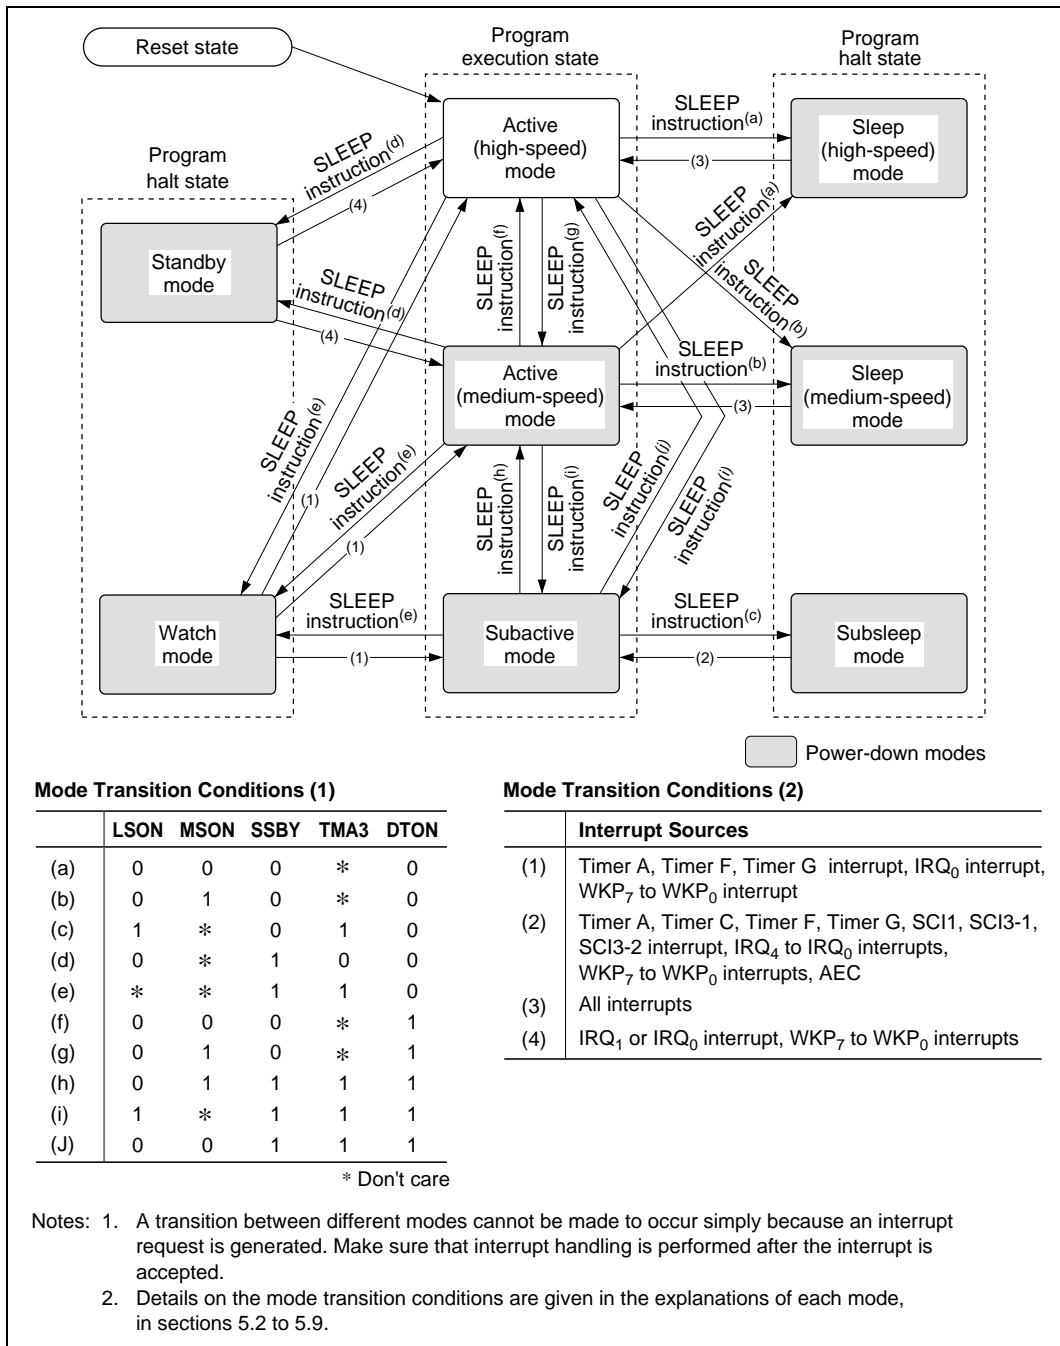 Reset state
Program
execution state
Program
halt state
Program
halt state
Active
(high-speed)
mode
SLEEP
instruction(a)
(3)
Sleep
(high-speed)
mode
SLEEP
instruction(d)
(4)
Standby
mode
SLEEP
instruction(d)
(4)
SLEEP
instruction(f)
SLEEP
instruction(g)
SLEEP
instruction(a)
SLEEP
instruction(b)
Active
(medium-speed)
mode
SLEEP
instruction(b)
(3)
Sleep
(medium-speed)
mode
SLEEP
instruction(e)
(1)
SLEEP
instruction(e)
(1)
SLEEP
instruction(h)
SLEEP
instruction(i)
SLEEP
instruction(j)
SLEEP
instruction(i)
Watch
mode
SLEEP
instruction(e)
(1)
Subactive
mode
SLEEP
instruction(c)
(2)
Subsleep
mode
Power-down modes
Mode Transition Conditions (1)
LSON MSON SSBY TMA3 DTON
(a) 0 0 0 * 0
(b) 0 1 0 * 0
(c) 1 * 0 1 0
(d) 0 * 1 0 0
(e) * * 1 1 0
(f) 0 0 0 * 1
(g) 0 1 0 * 1
(h) 0 1 1 1 1
(i) 1 * 1 1 1
(J) 0 0 1 1 1
* Don't care
Mode Transition Conditions (2)
Interrupt Sources
(1) Timer A, Timer F, Timer G interrupt, IRQ0 interrupt,
WKP7 to WKP0 interrupt
(2) Timer A, Timer C, Timer F, Timer G, SCI1, SCI3-1,
SCI3-2 interrupt, IRQ4 to IRQ0 interrupts,
WKP7 to WKP0 interrupts, AEC
(3) All interrupts
(4) IRQ1 or IRQ0 interrupt, WKP7 to WKP0 interrupts
Notes: 1. A transition between different modes cannot be made to occur simply because an interrupt
request is generated. Make sure that interrupt handling is performed after the interrupt is
accepted.
2. Details on the mode transition conditions are given in the explanations of each mode,
in sections 5.2 to 5.9.